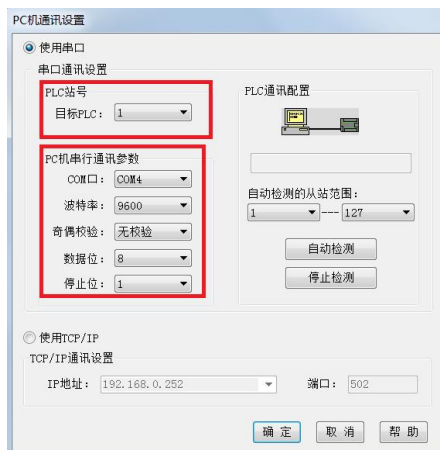 PC机通讯设置
使用串口
串口通讯设置
PLC站号
目标PLC： 1
PC机串行通讯参数
COM口： COM4
波特率： 9600
奇偶校验： 无校验
数据位： 8
停止位： 1
PLC通讯配置
自动检测的从站范围：
1 --- 127
自动检测
停止检测
使用TCP/IP
TCP/IP通讯设置
IP地址： 192.168.0.252 端口： 502
确 定 取 消 帮 助